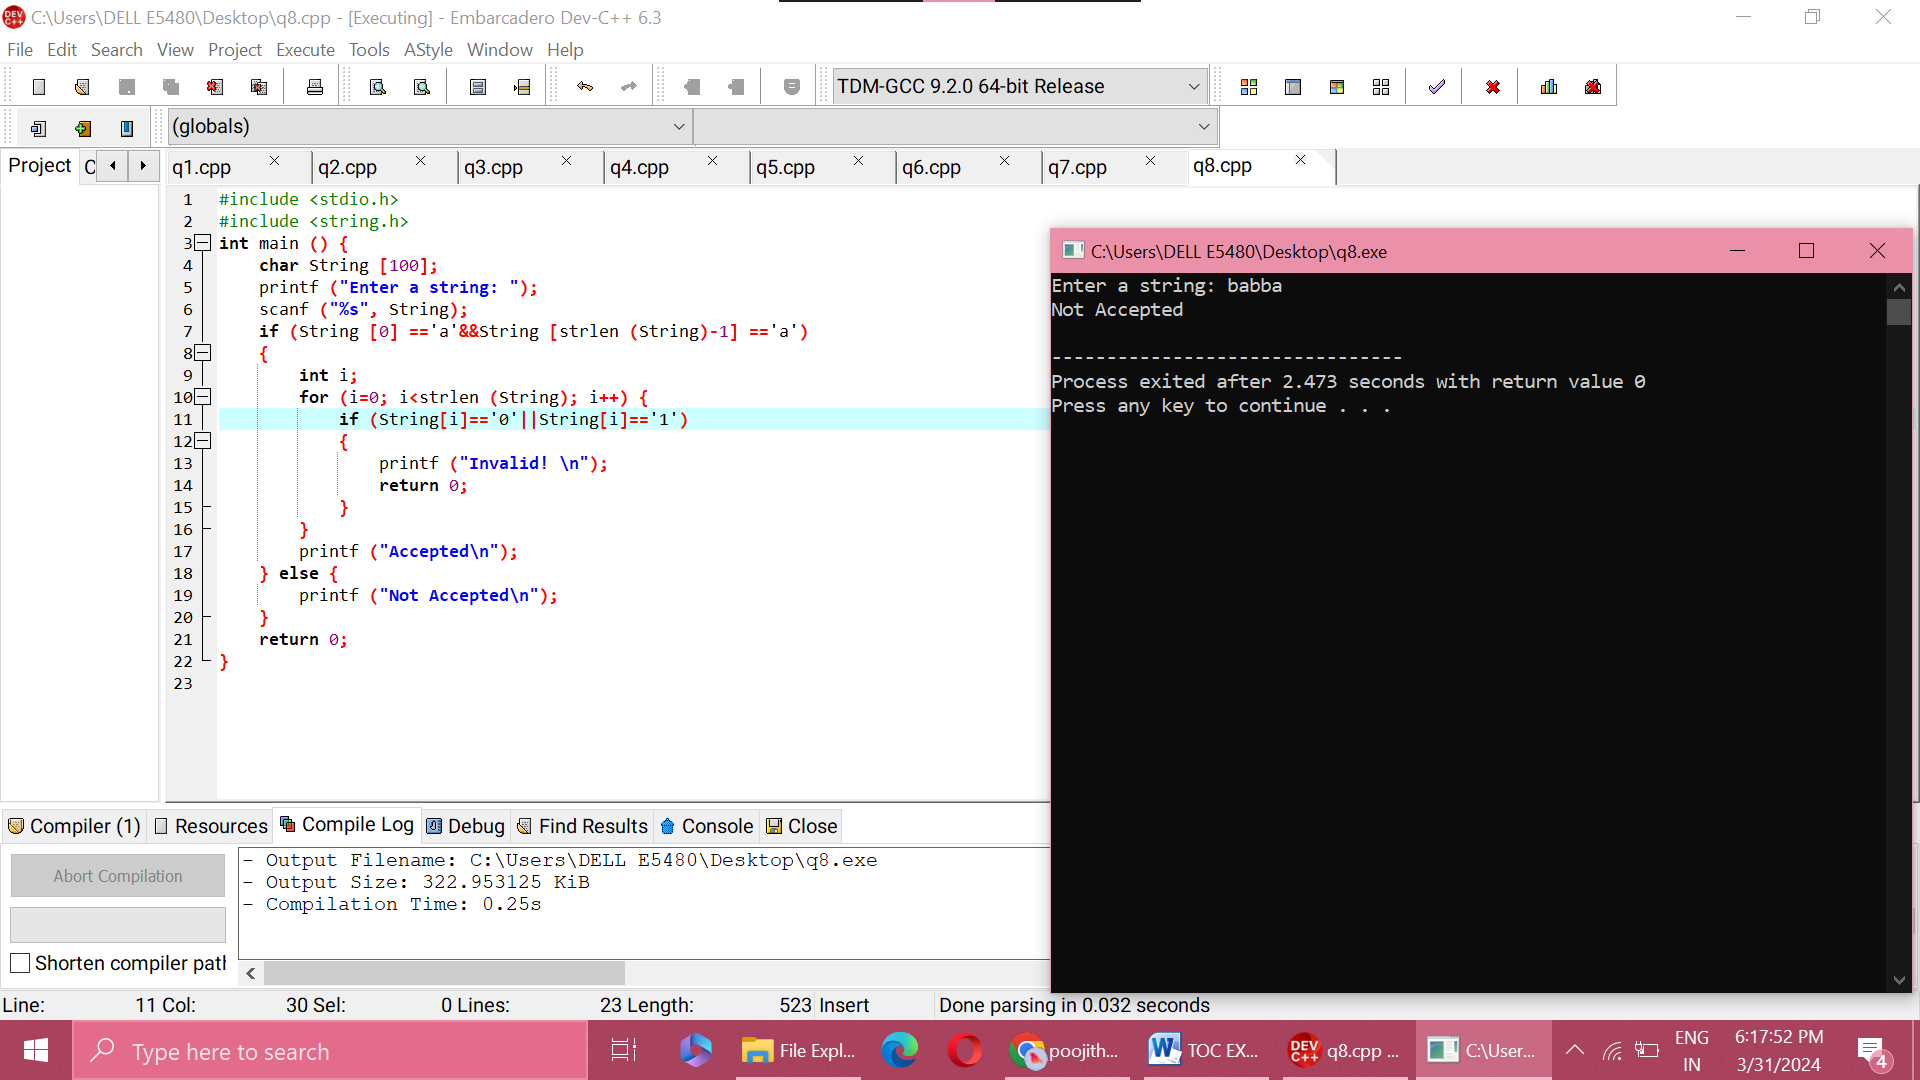 C:\Users\DELL E5480\Desktop\q8.cpp - [Executing] - Embarcadero Dev-C++ 6.3
File Edit Search View Project Execute Tools AStyle Window Help
TDM-GCC 9.2.0 64-bit Release
(globals)
Project C q1.cpp q2.cpp q3.cpp q4.cpp q5.cpp q6.cpp q7.cpp q8.cpp
1 #include <stdio.h>
2 #include <string.h>
3 int main () {
4 char String [100];
5 printf ("Enter a string: ");
6 scanf ("%s", String);
7 if (String [0] =='a'&&String [strlen (String)-1] =='a')
8 {
9 int i;
10 for (i=0; i<strlen (String); i++) {
11 if (String[i]=='0'||String[i]=='1')
12 {
13 printf ("Invalid! \n");
14 return 0;
15 }
16 }
17 printf ("Accepted\n");
18 } else {
19 printf ("Not Accepted\n");
20 }
21 return 0;
22 }
23
C:\Users\DELL E5480\Desktop\q8.exe
Enter a string: babba
Not Accepted
--------------------------------
Process exited after 2.473 seconds with return value 0
Press any key to continue . . .
Compiler (1) Resources Compile Log Debug Find Results Console Close
Abort Compilation
Shorten compiler path
- Output Filename: C:\Users\DELL E5480\Desktop\q8.exe
- Output Size: 322.953125 KiB
- Compilation Time: 0.25s
Line: 11 Col: 30 Sel: 0 Lines: 23 Length: 523 Insert Done parsing in 0.032 seconds
Type here to search
File Expl...
poojith...
TOC EX...
DEV C++ q8.cpp ...
C:\User...
ENG
IN
6:17:52 PM
3/31/2024
4